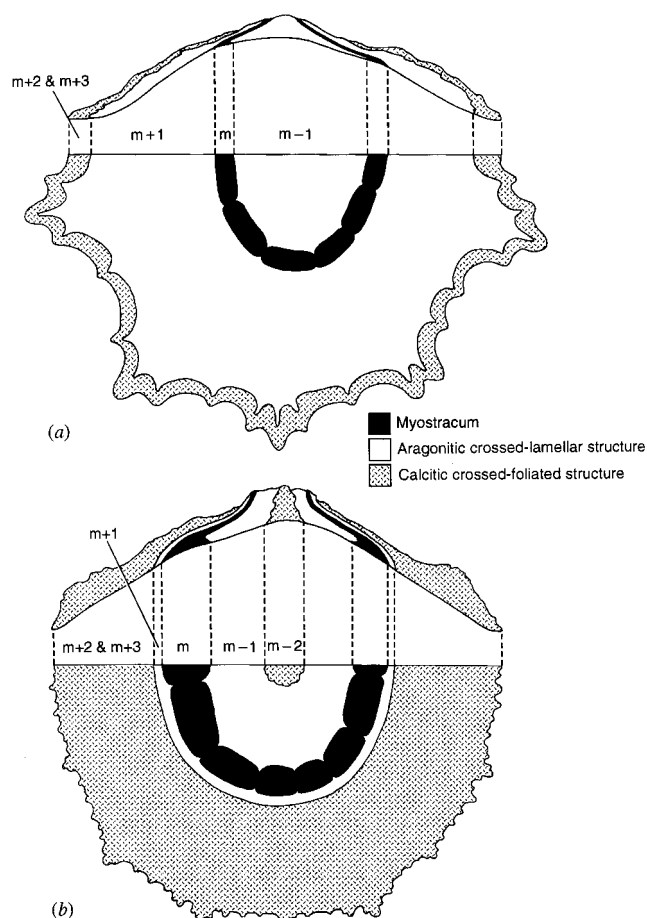 m+2 & m+3
m+1
m
m−1
(a)
Myostracum
Aragonitic crossed-lamellar structure
Calcitic crossed-foliated structure
m+1
m+2 & m+3
m
m−1
m−2
(b)